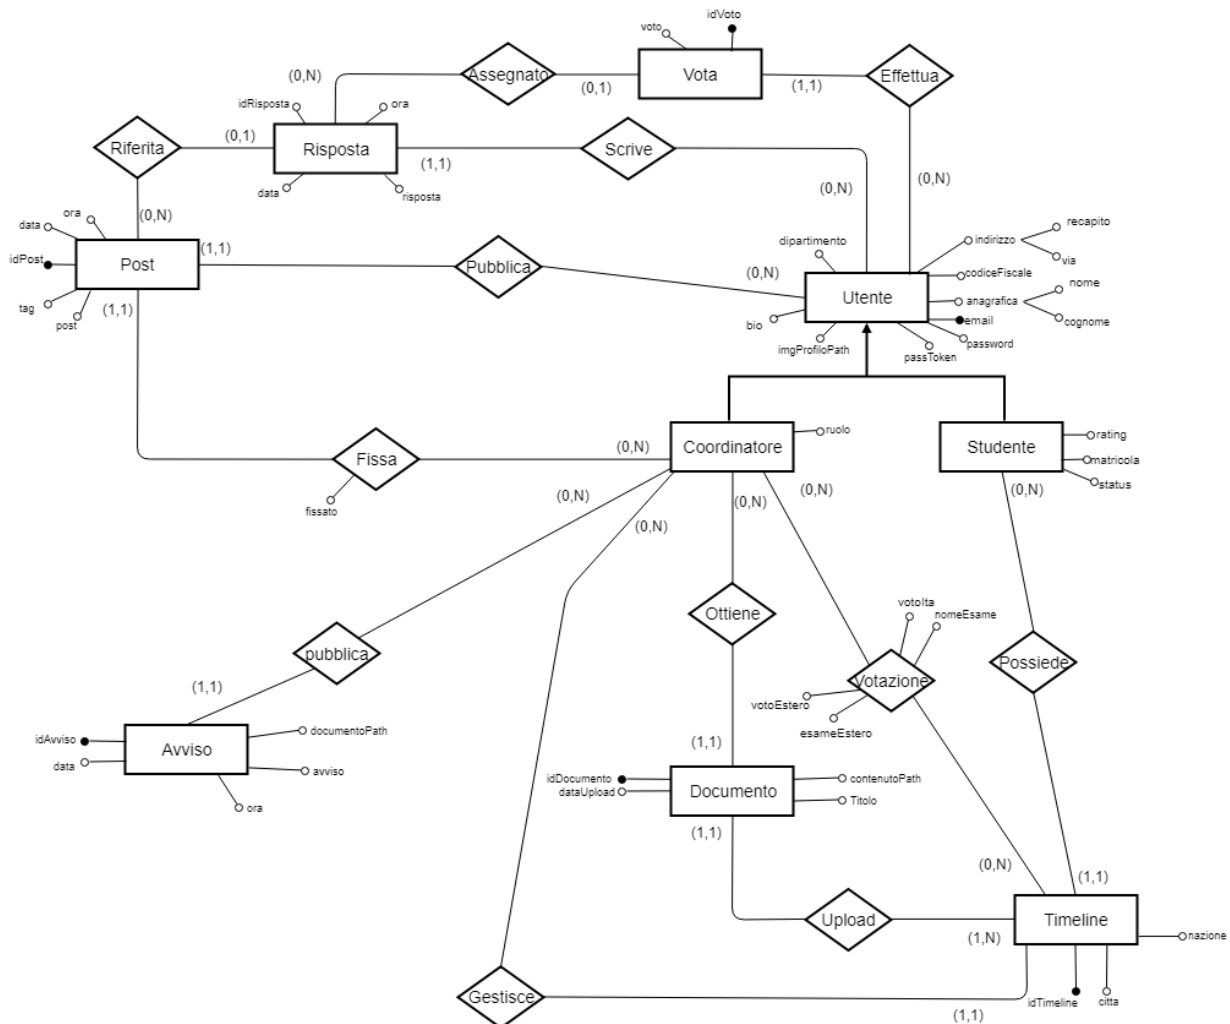 idVoto
voto
Vota
Assegnato
Effettua
(0,N)
(0,1)
(1,1)
idRisposta
ora
Risposta
(0,1)
Riferita
(1,1)
Scrive
data
risposta
(0,N)
(0,N)
(0,N)
ora
data
idPost
Post
(1,1)
tag
post
(1,1)
Pubblica
(0,N)
dipartimento
indirizzo
recapito
via
codiceFiscale
Utente
anagrafica
nome
cognome
email
bio
imgProfiloPath
passToken
password
Coordinatore
ruolo
Studente
rating
matricola
status
Fissa
fissato
(0,N)
(0,N)
(0,N)
(0,N)
(0,N)
(0,N)
Ottiene
votoIta
nomeEsame
Votazione
votoEstero
esameEstero
Possiede
pubblica
(1,1)
idAvviso
data
Avviso
documentoPath
avviso
ora
(1,1)
idDocumento
dataUpload
Documento
contenutoPath
Titolo
(1,1)
(0,N)
(1,1)
Upload
(1,N)
Timeline
nazione
idTimeline
citta
Gestisce
(1,1)